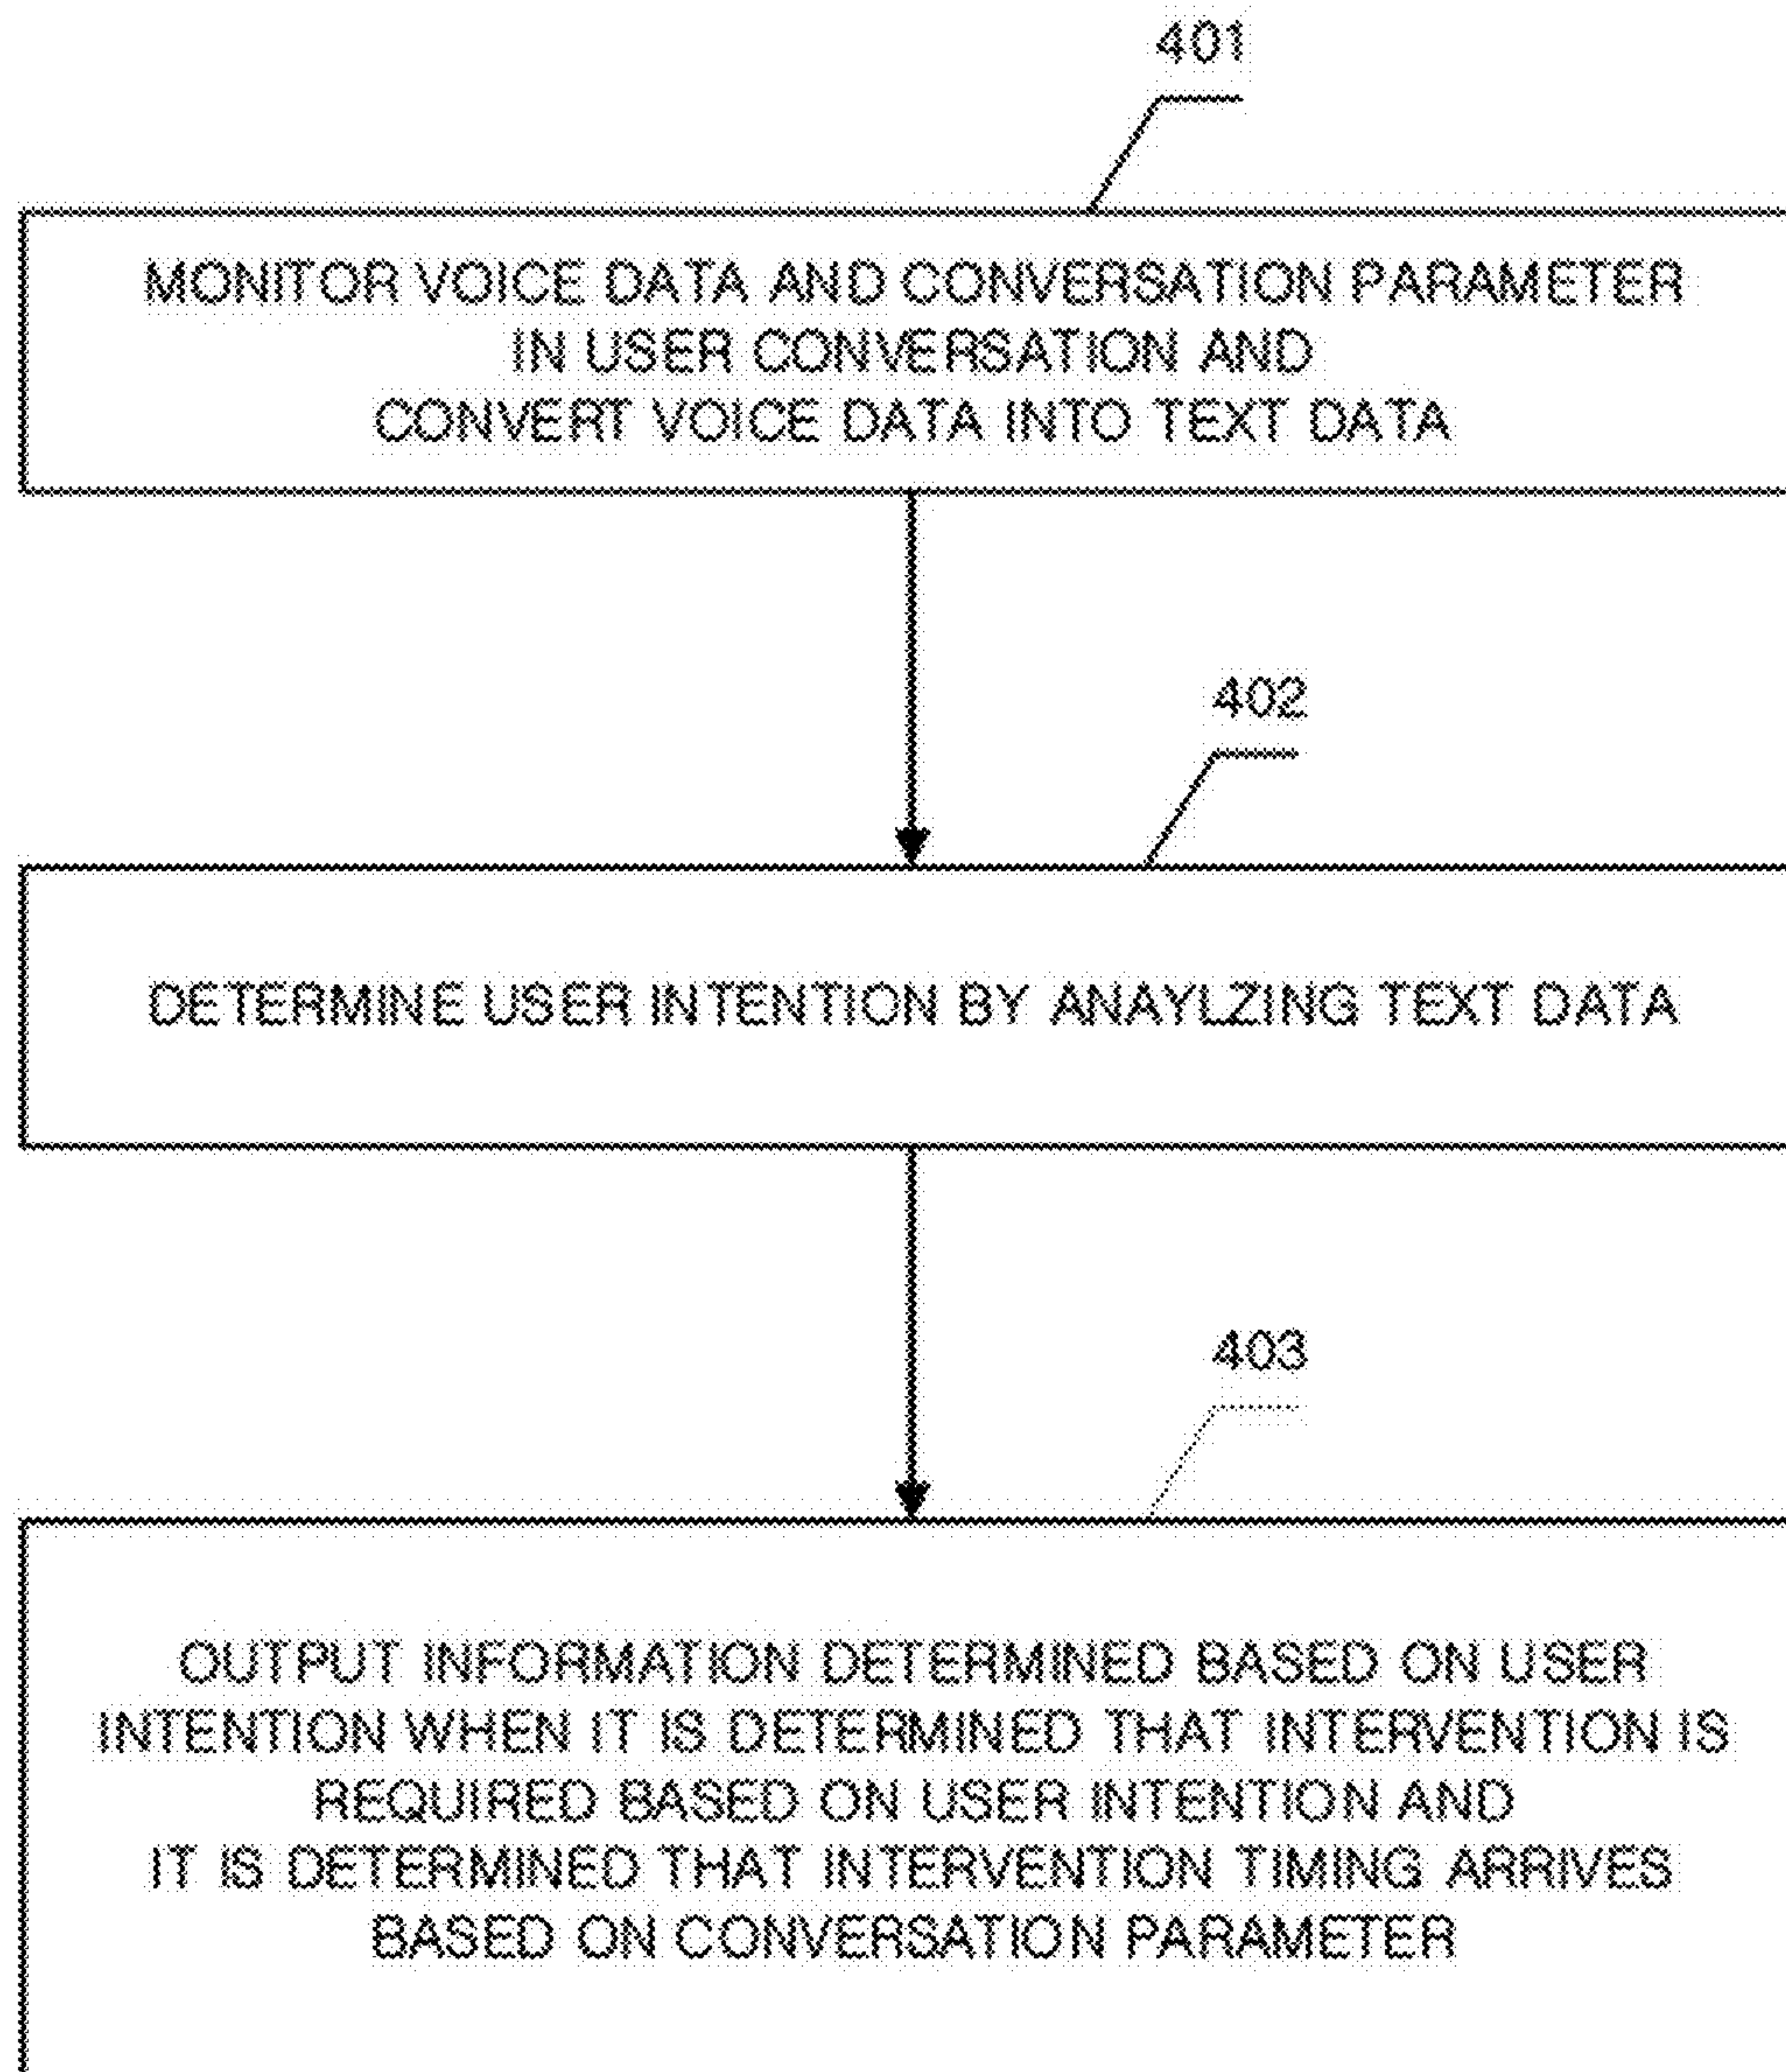 401
MONITOR VOICE DATA AND CONVERSATION PARAMETER
IN USER CONVERSATION AND
CONVERT VOICE DATA INTO TEXT DATA
402
DETERMINE USER INTENTION BY ANAYLZING TEXT DATA
403
OUTPUT INFORMATION DETERMINED BASED ON USER
INTENTION WHEN IT IS DETERMINED THAT INTERVENTION IS
REQUIRED BASED ON USER INTENTION AND
IT IS DETERMINED THAT INTERVENTION TIMING ARRIVES
BASED ON CONVERSATION PARAMETER